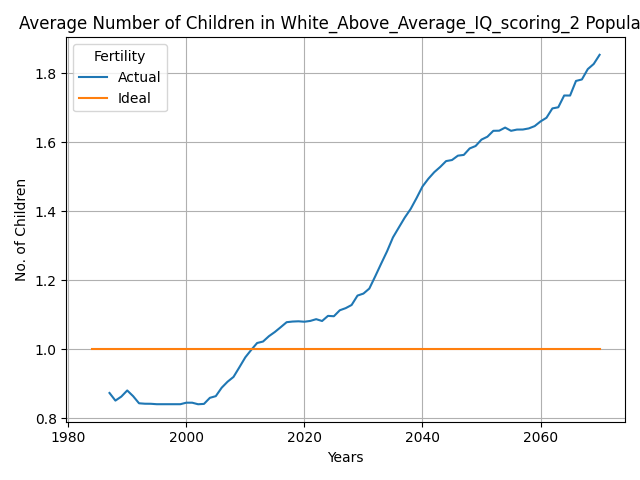 Average Number of Children in White_Above_Average_IQ_scoring_2 Popula
Fertility
Actual
Ideal
1.8
1.6
1.4
1.2
1.0
0.8
No. of Children
1980 2000 2020 2040 2060
Years